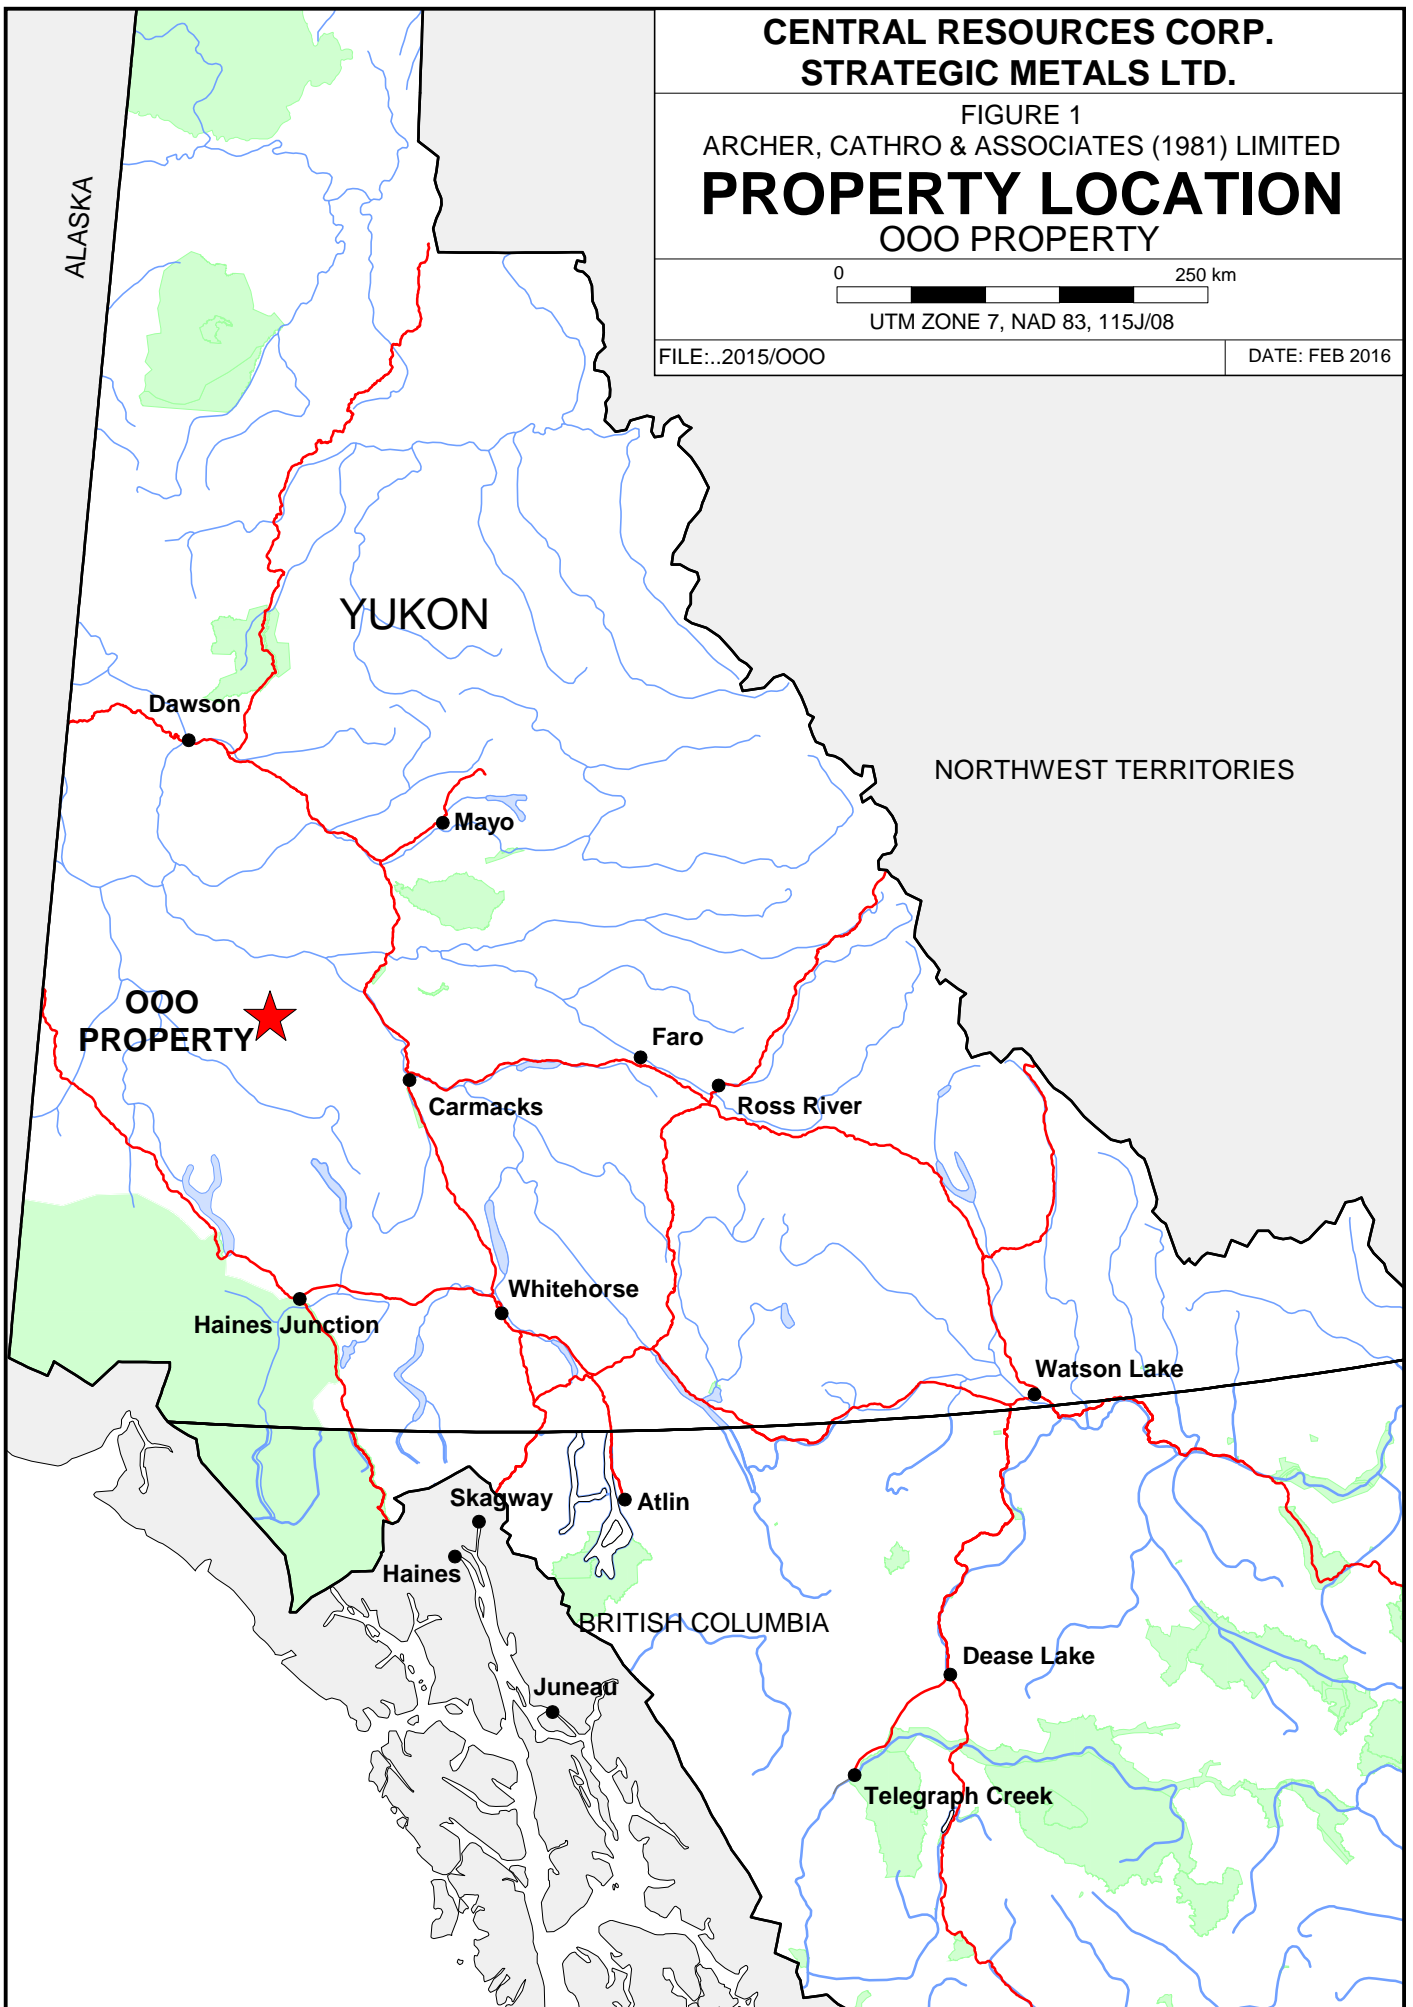 CENTRAL RESOURCES CORP.
STRATEGIC METALS LTD.
FIGURE 1
ARCHER, CATHRO & ASSOCIATES (1981) LIMITED
PROPERTY LOCATION
OOO PROPERTY
0 250 km
UTM ZONE 7, NAD 83, 115J/08
FILE:..2015/OOO
DATE: FEB 2016
ALASKA
YUKON
Dawson
NORTHWEST TERRITORIES
Mayo
OOO
PROPERTY
Faro
Carmacks
Ross River
Whitehorse
Haines Junction
Watson Lake
Skagway
Atlin
Haines
BRITISH COLUMBIA
Dease Lake
Juneau
Telegraph Creek